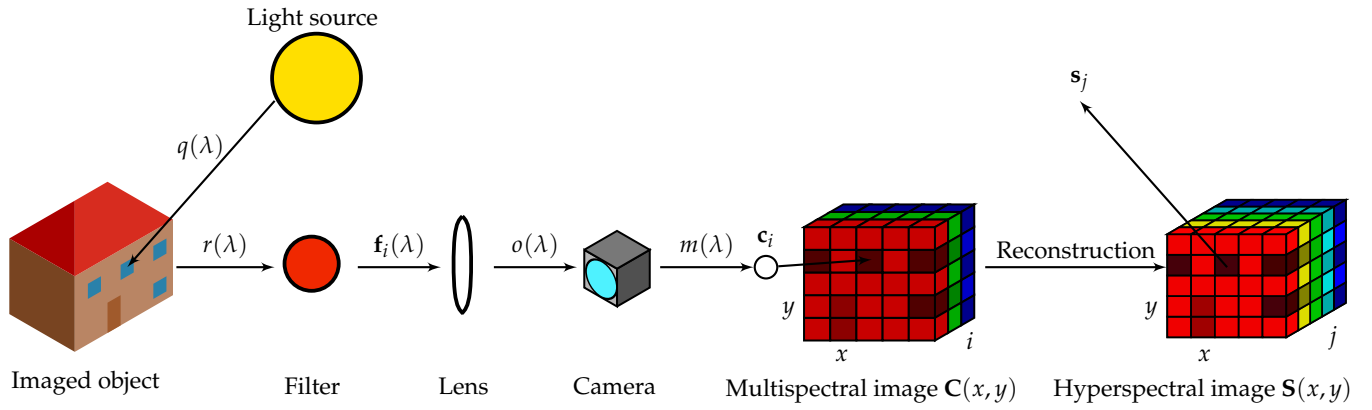 Light source
s_j
q(λ)
r(λ)
f_i(λ)
o(λ)
m(λ)
c_i
Reconstruction
y
x
i
y
x
j
Imaged object
Filter
Lens
Camera
Multispectral image C(x, y)
Hyperspectral image S(x, y)